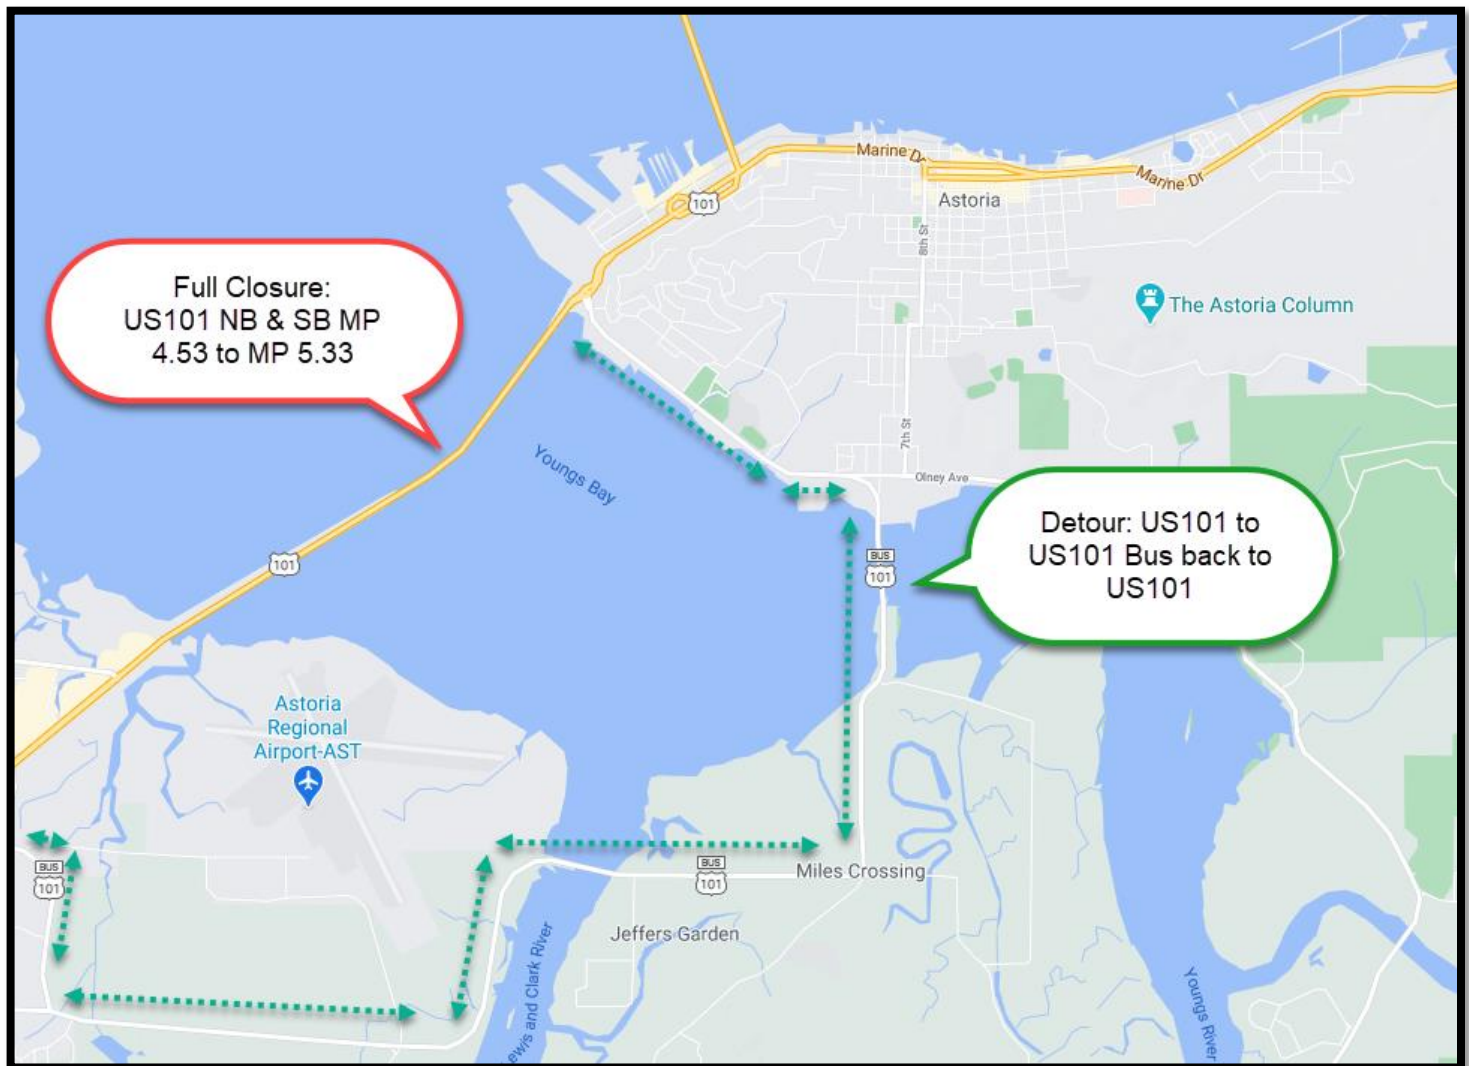 Marine Dr
Marine Dr
101
Astoria
8th St
Full Closure:
US101 NB & SB MP
4.53 to MP 5.33
The Astoria Column
7th St
Youngs Bay
Olney Ave
Detour: US101 to
US101 Bus back to
US101
BUS
101
101
Astoria
Regional
Airport-AST
BUS
101
BUS
101
Miles Crossing
Jeffers Garden
Lewis and Clark River
Youngs River